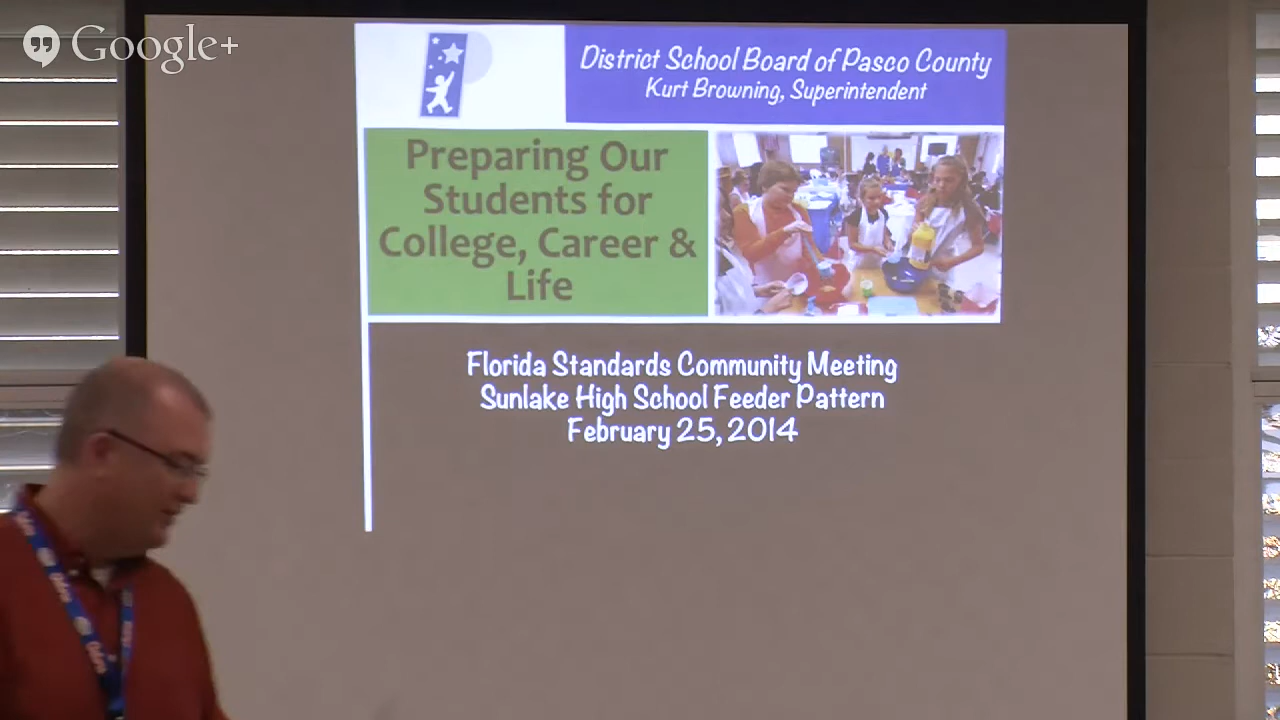 Google+
District School Board of Pasco County
Kurt Browning, Superintendent
Preparing Our
Students for
College, Career &
Life
Florida Standards Community Meeting
Sunlake High School Feeder Pattern
February 25, 2014